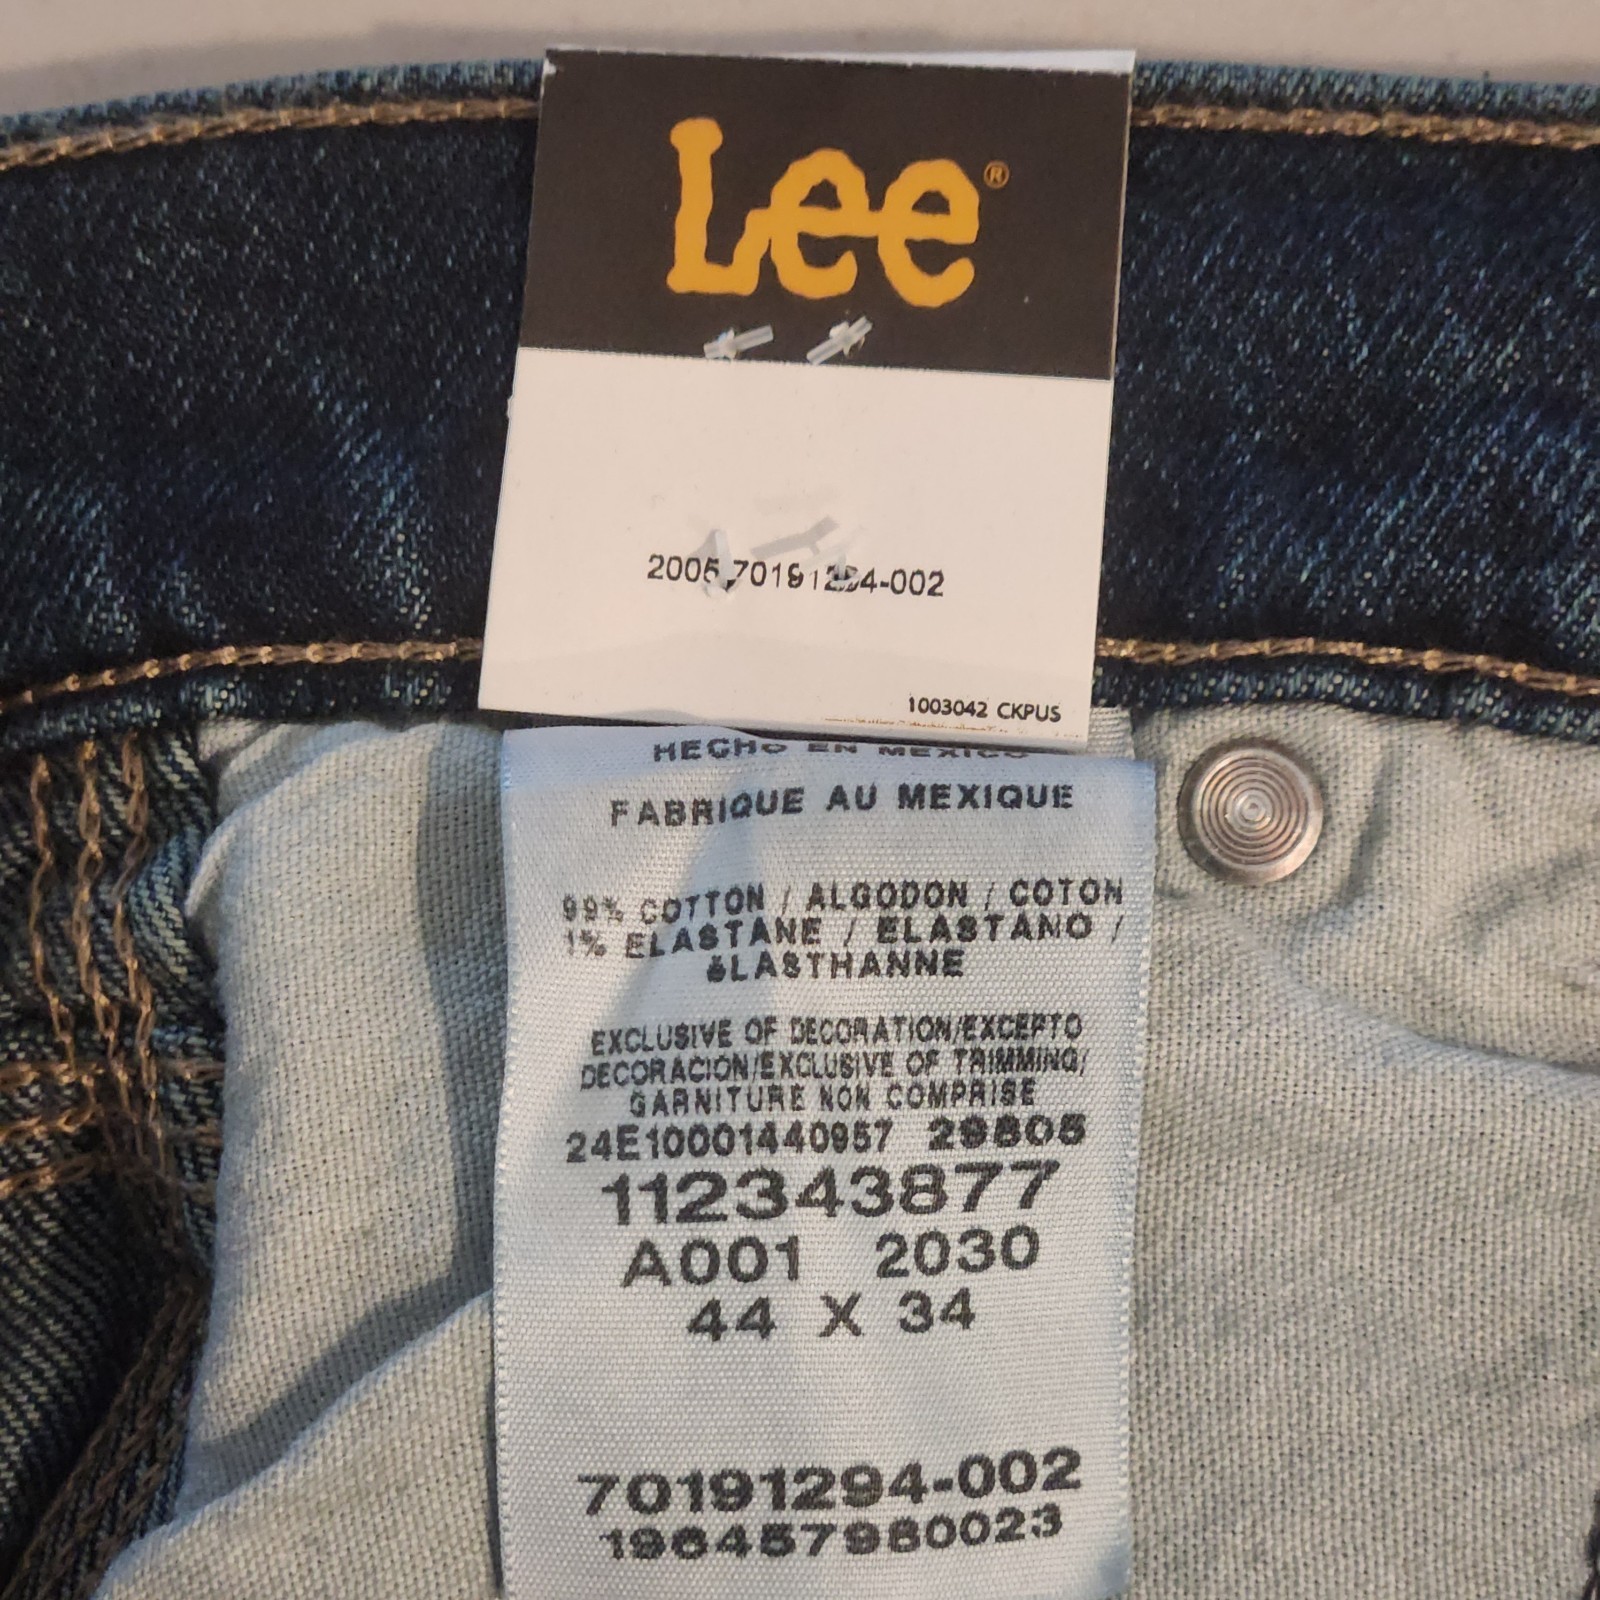 Lee®
2005 70191294-002
1003042 CKPUS
HECHO EN MEXICO
FABRIQUE AU MEXIQUE
99% COTTON / ALGODON / COTON
1% ELASTANE / ELASTANO /
éLASTHANNE
EXCLUSIVE OF DECORATION/EXCEPTO
DECORACION/EXCLUSIVE OF TRIMMING/
GARNITURE NON COMPRISE
24E10001440957 29805
112343877
A001 2030
44 X 34
70191294-002
196457980023